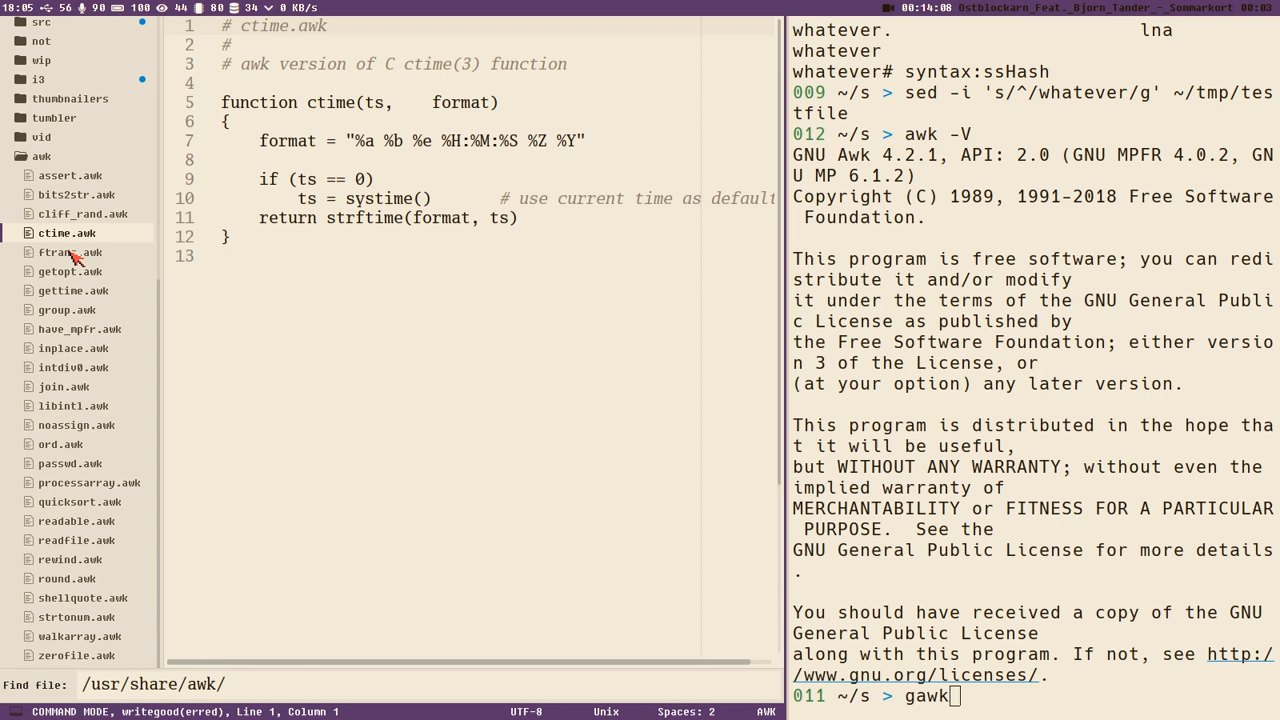 18:05 56 90 100 44 80 34 0 KB/s
00:14:08 Ostblockarn_Feat._Bjorn_Tander_-_Sommarkort 00:03
src
not
wip
i3
thumbnailers
tumbler
vid
awk
assert.awk
bits2str.awk
cliff_rand.awk
ctime.awk
ftrans.awk
getopt.awk
gettime.awk
group.awk
have_mpfr.awk
inplace.awk
intdiv0.awk
join.awk
libintl.awk
noassign.awk
ord.awk
passwd.awk
processarray.awk
quicksort.awk
readable.awk
readfile.awk
rewind.awk
round.awk
shellquote.awk
strtonum.awk
walkarray.awk
zerofile.awk
1 # ctime.awk
2 #
3 # awk version of C ctime(3) function
4
5 function ctime(ts,    format)
6 {
7     format = "%a %b %e %H:%M:%S %Z %Y"
8
9     if (ts == 0)
10         ts = systime()       # use current time as default
11     return strftime(format, ts)
12 }
13
Find file: /usr/share/awk/
COMMAND MODE, writegood(erred), Line 1, Column 1 UTF-8 Unix Spaces: 2 AWK
whatever. lna
whatever
whatever# syntax:ssHash
009 ~/s > sed -i 's/^/whatever/g' ~/tmp/tes
tfile
012 ~/s > awk -V
GNU Awk 4.2.1, API: 2.0 (GNU MPFR 4.0.2, GN
U MP 6.1.2)
Copyright (C) 1989, 1991-2018 Free Software
 Foundation.
This program is free software; you can redi
stribute it and/or modify
it under the terms of the GNU General Publi
c License as published by
the Free Software Foundation; either versio
n 3 of the License, or
(at your option) any later version.
This program is distributed in the hope tha
t it will be useful,
but WITHOUT ANY WARRANTY; without even the
implied warranty of
MERCHANTABILITY or FITNESS FOR A PARTICULAR
 PURPOSE.  See the
GNU General Public License for more details
.
You should have received a copy of the GNU
General Public License
along with this program. If not, see http:/
/www.gnu.org/licenses/.
011 ~/s > gawk